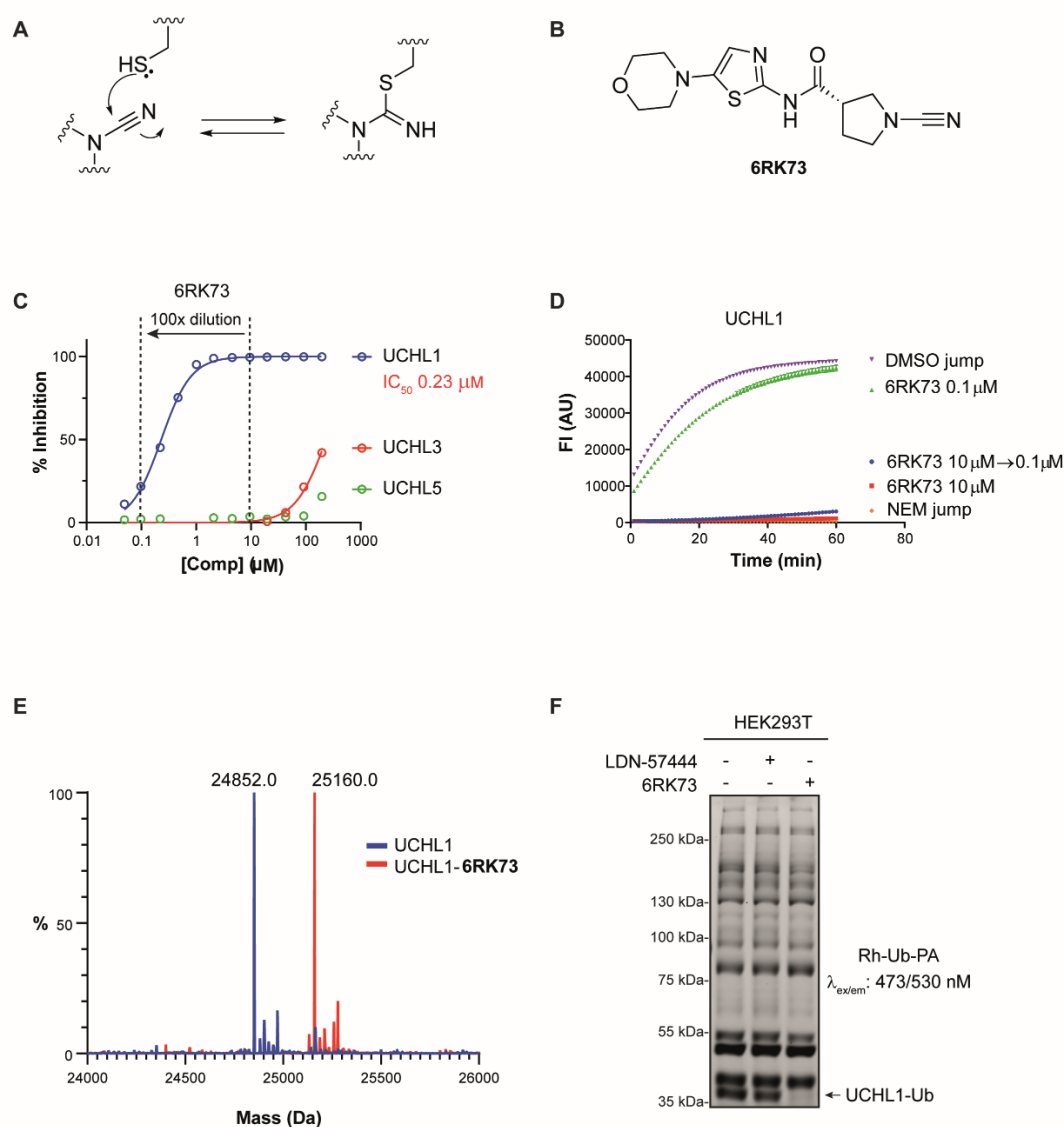 A
HS:
N
N
S
N
NH
B
O
N
N
S
NH
O
N
N
6RK73
C
6RK73
100x dilution
% Inhibition
100
50
0
0.01
0.1
1
10
100
1000
[Comp] (µM)
UCHL1
IC50 0.23 µM
UCHL3
UCHL5
D
UCHL1
FI (AU)
50000
40000
30000
20000
10000
0
0
20
40
60
80
Time (min)
DMSO jump
6RK73 0.1µM
6RK73 10µM→0.1µM
6RK73 10µM
NEM jump
E
24852.0
25160.0
%
100
50
0
24000
24500
25000
25500
26000
Mass (Da)
UCHL1
UCHL1-6RK73
F
HEK293T
LDN-57444 - + -
6RK73 - - +
250 kDa-
130 kDa-
100 kDa-
75 kDa-
55 kDa-
35 kDa-
Rh-Ub-PA
λex/em: 473/530 nM
← UCHL1-Ub